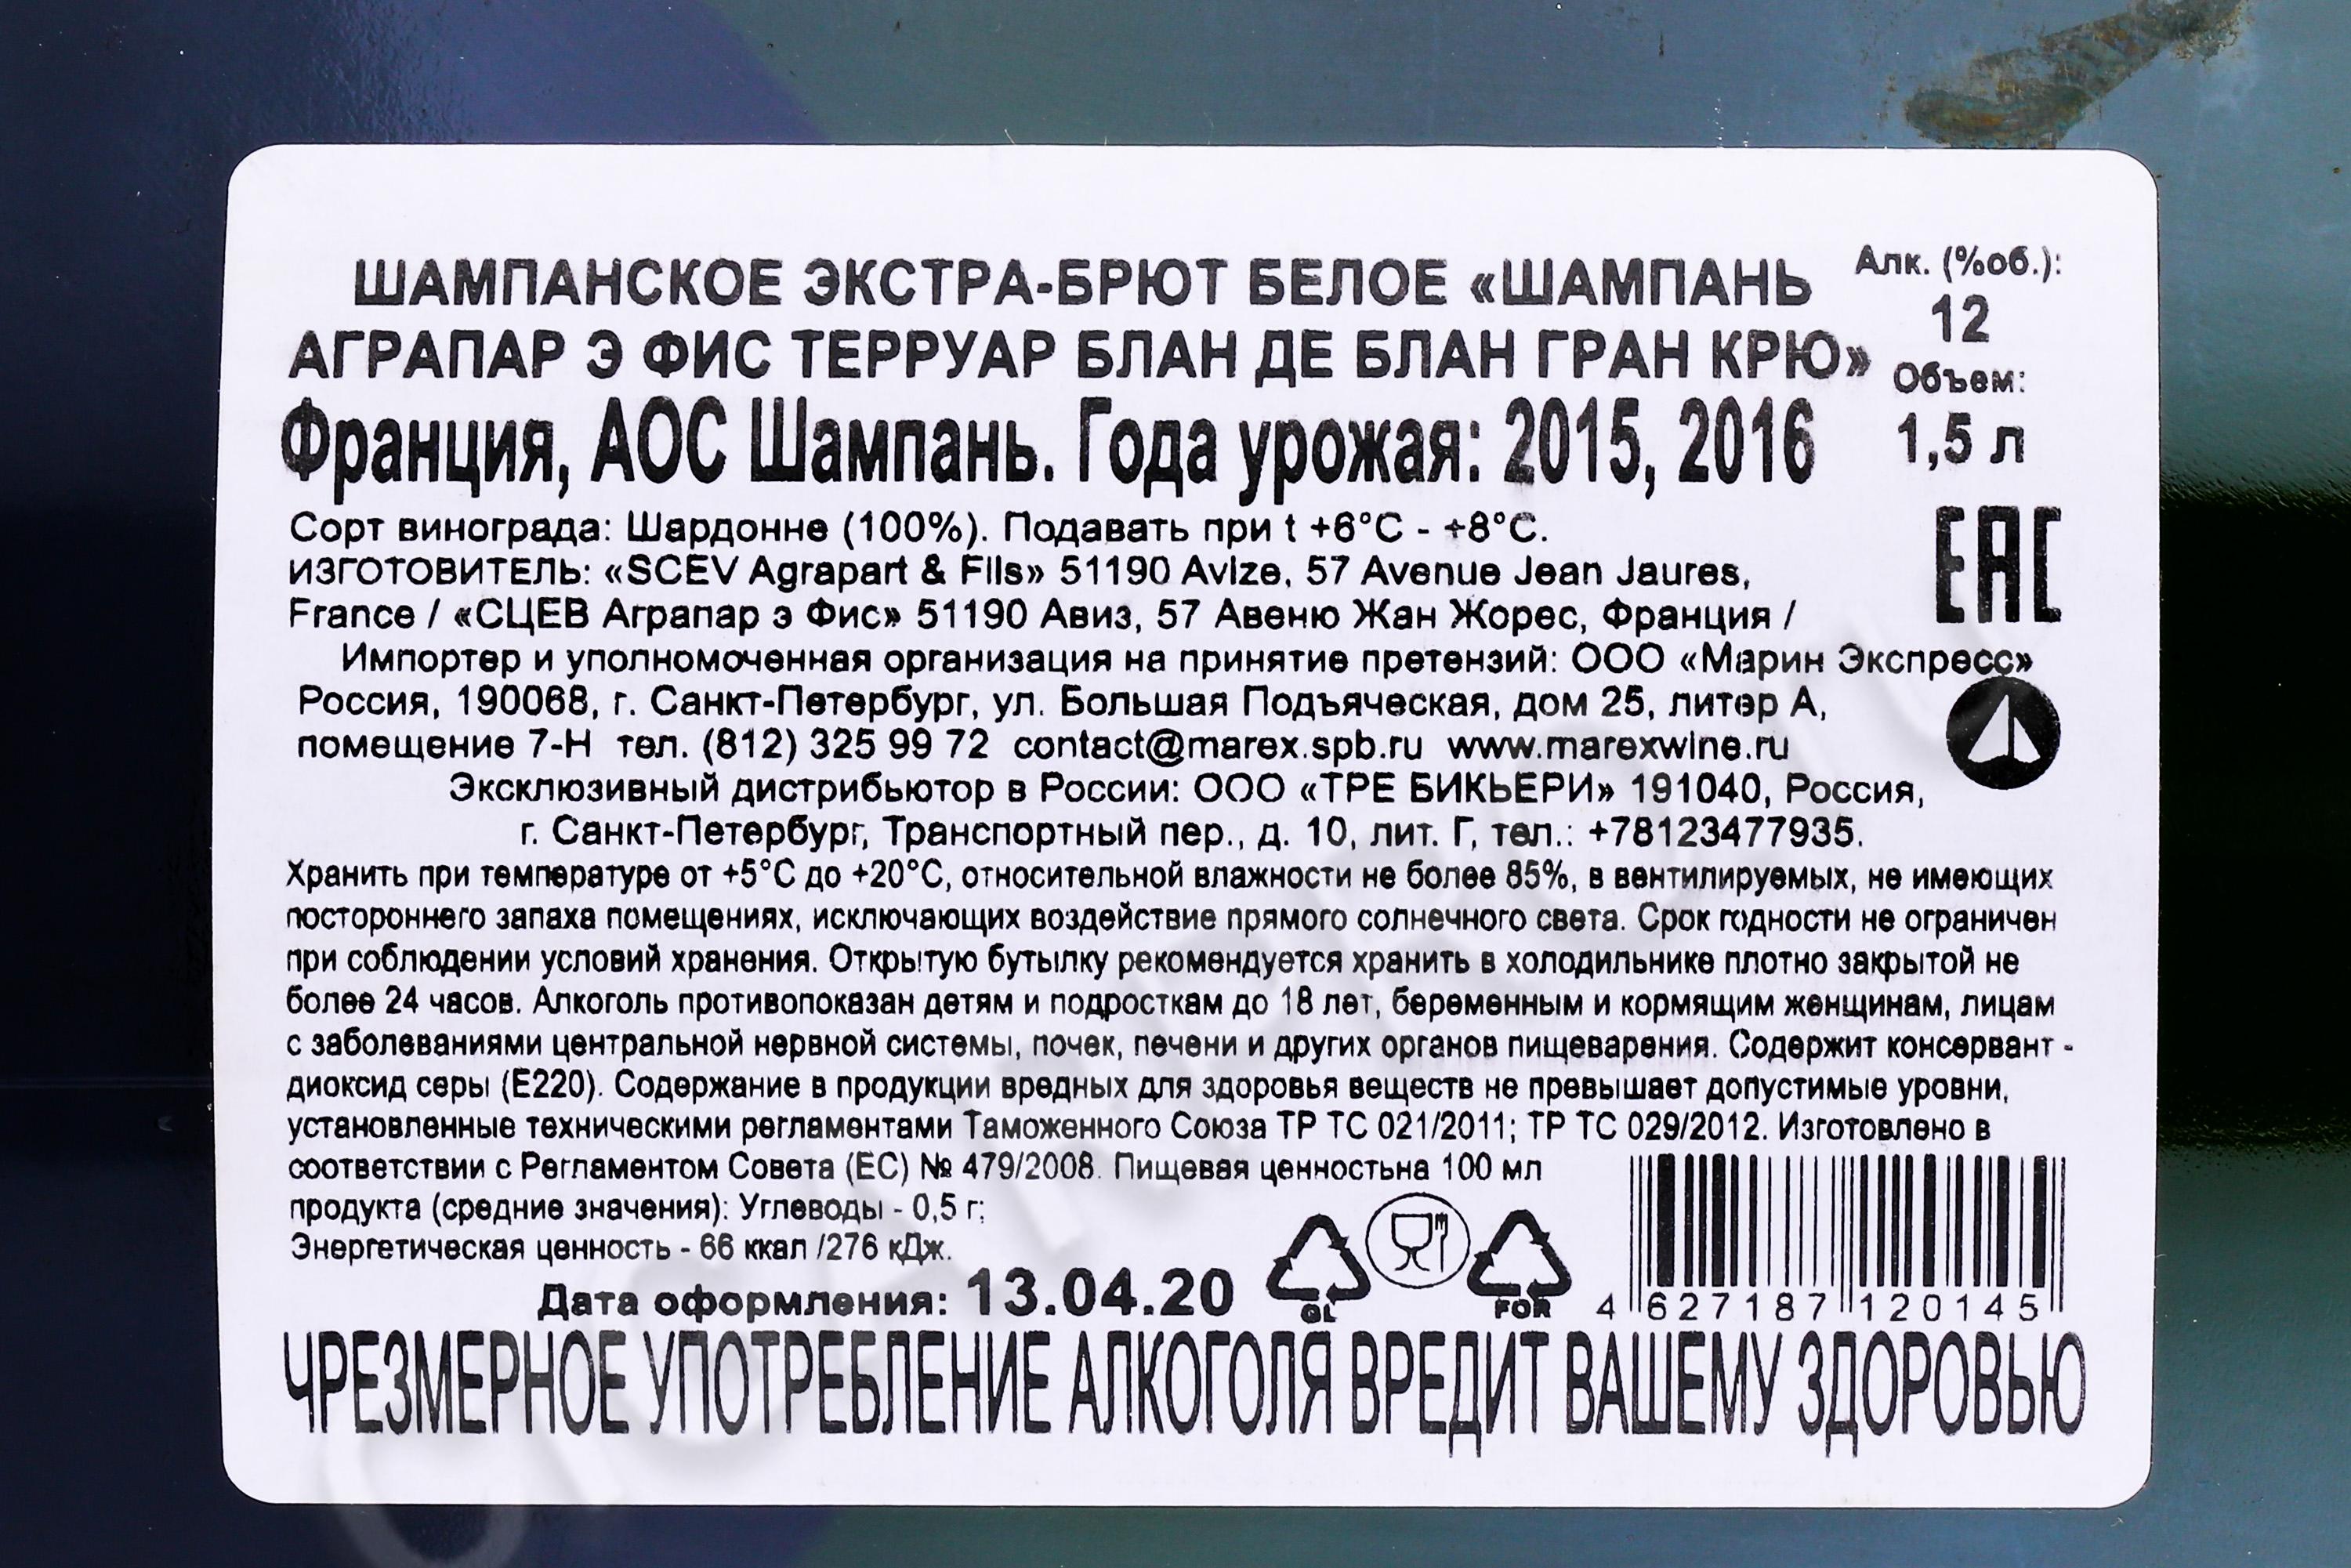 ШАМПАНСКОЕ ЭКСТРА-БРЮТ БЕЛОЕ «ШАМПАНЬ
АГРАПАР Э ФИС ТЕРРУАР БЛАН ДЕ БЛАН ГРАН КРЮ»
Алк. (%об.):
12
Объем:
1,5 л
Франция, АОС Шампань. Года урожая: 2015, 2016
Сорт винограда: Шардонне (100%). Подавать при t +6°C - +8°C.
ИЗГОТОВИТЕЛЬ: «SCEV Agrapart & Fils» 51190 Avize, 57 Avenue Jean Jaures,
France / «СЦЕВ Аграпар э Фис» 51190 Авиз, 57 Авеню Жан Жорес, Франция /
EAC
Импортер и уполномоченная организация на принятие претензий: ООО «Марин Экспресс»
Россия, 190068, г. Санкт-Петербург, ул. Большая Подъяческая, дом 25, литер А,
помещение 7-Н тел. (812) 325 99 72 contact@marex.spb.ru www.marexwine.ru
Эксклюзивный дистрибьютор в России: ООО «ТРЕ БИКЬЕРИ» 191040, Россия,
г. Санкт-Петербург, Транспортный пер., д. 10, лит. Г, тел.: +78123477935.
Хранить при температуре от +5°C до +20°C, относительной влажности не более 85%, в вентилируемых, не имеющих
постороннего запаха помещениях, исключающих воздействие прямого солнечного света. Срок годности не ограничен
при соблюдении условий хранения. Открытую бутылку рекомендуется хранить в холодильнике плотно закрытой не
более 24 часов. Алкоголь противопоказан детям и подросткам до 18 лет, беременным и кормящим женщинам, лицам
с заболеваниями центральной нервной системы, почек, печени и других органов пищеварения. Содержит консервант -
диоксид серы (E220). Содержание в продукции вредных для здоровья веществ не превышает допустимые уровни,
установленные техническими регламентами Таможенного Союза ТР ТС 021/2011; ТР ТС 029/2012. Изготовлено в
соответствии с Регламентом Совета (ЕС) № 479/2008. Пищевая ценностьна 100 мл
продукта (средние значения): Углеводы - 0,5 г;
Энергетическая ценность - 66 ккал /276 кДж.
Дата оформления: 13.04.20
GL
FOR
4 627187 120145
ЧРЕЗМЕРНОЕ УПОТРЕБЛЕНИЕ АЛКОГОЛЯ ВРЕДИТ ВАШЕМУ ЗДОРОВЬЮ